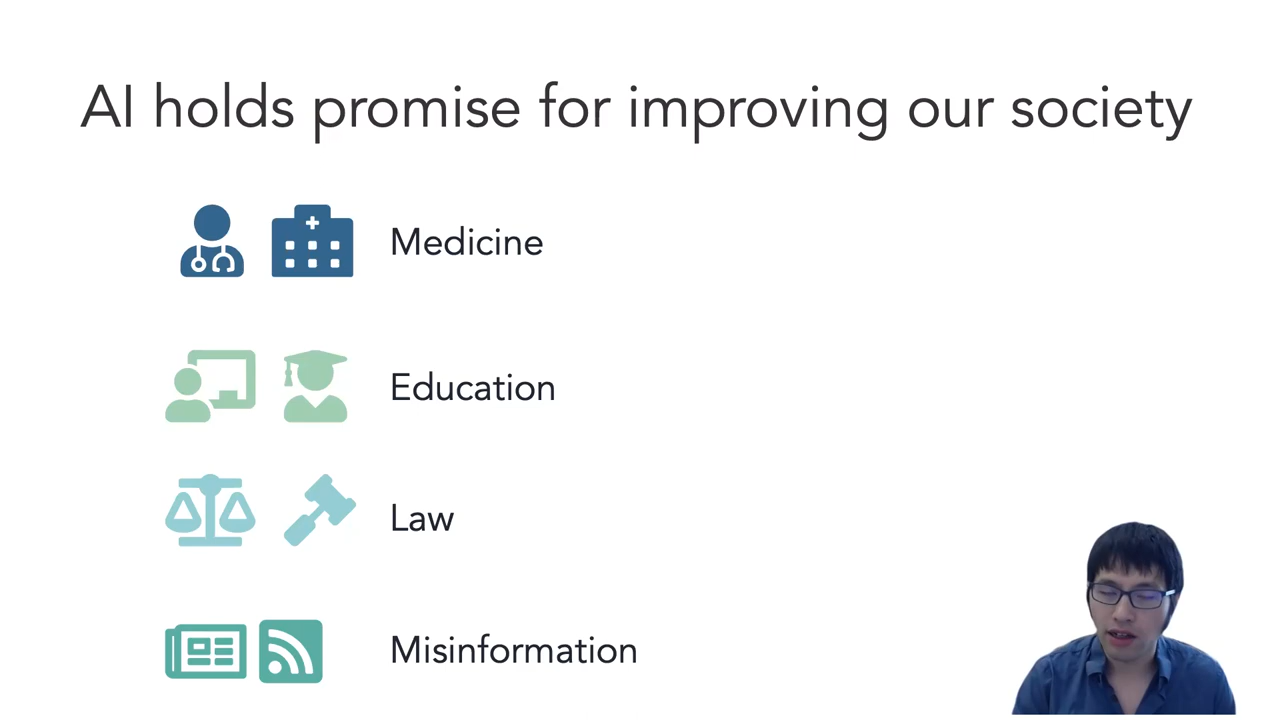 AI holds promise for improving our society
Medicine
Education
Law
Misinformation